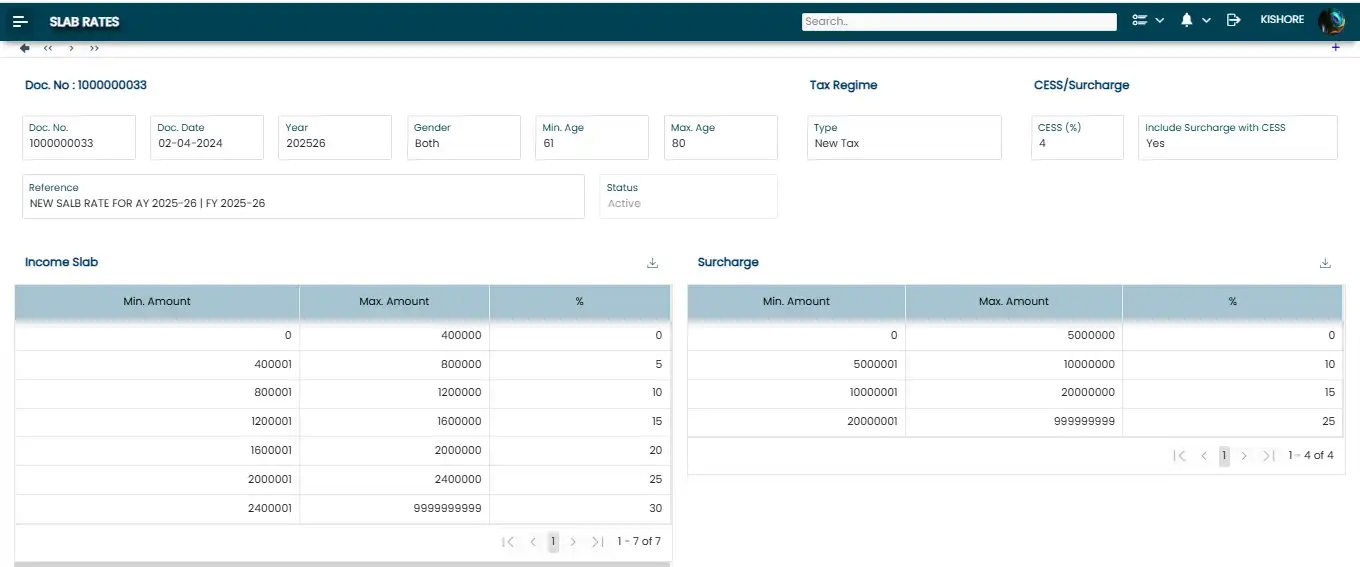 SLAB RATES
Search..
KISHORE
Doc. No : 1000000033
Tax Regime
CESS/Surcharge
Doc. No. Doc. Date Year Gender Min. Age Max. Age Type CESS (%) Include Surcharge with CESS
1000000033 02-04-2024 202526 Both 61 80 New Tax 4 Yes
Reference Status
NEW SALB RATE FOR AY 2025-26 | FY 2025-26 Active
Income Slab
Min. Amount Max. Amount %
0 400000 0
400001 800000 5
800001 1200000 10
1200001 1600000 15
1600001 2000000 20
2000001 2400000 25
2400001 9999999999 30
1 1 - 7 of 7
Surcharge
Min. Amount Max. Amount %
0 5000000 0
5000001 10000000 10
10000001 20000000 15
20000001 999999999 25
1 1 - 4 of 4